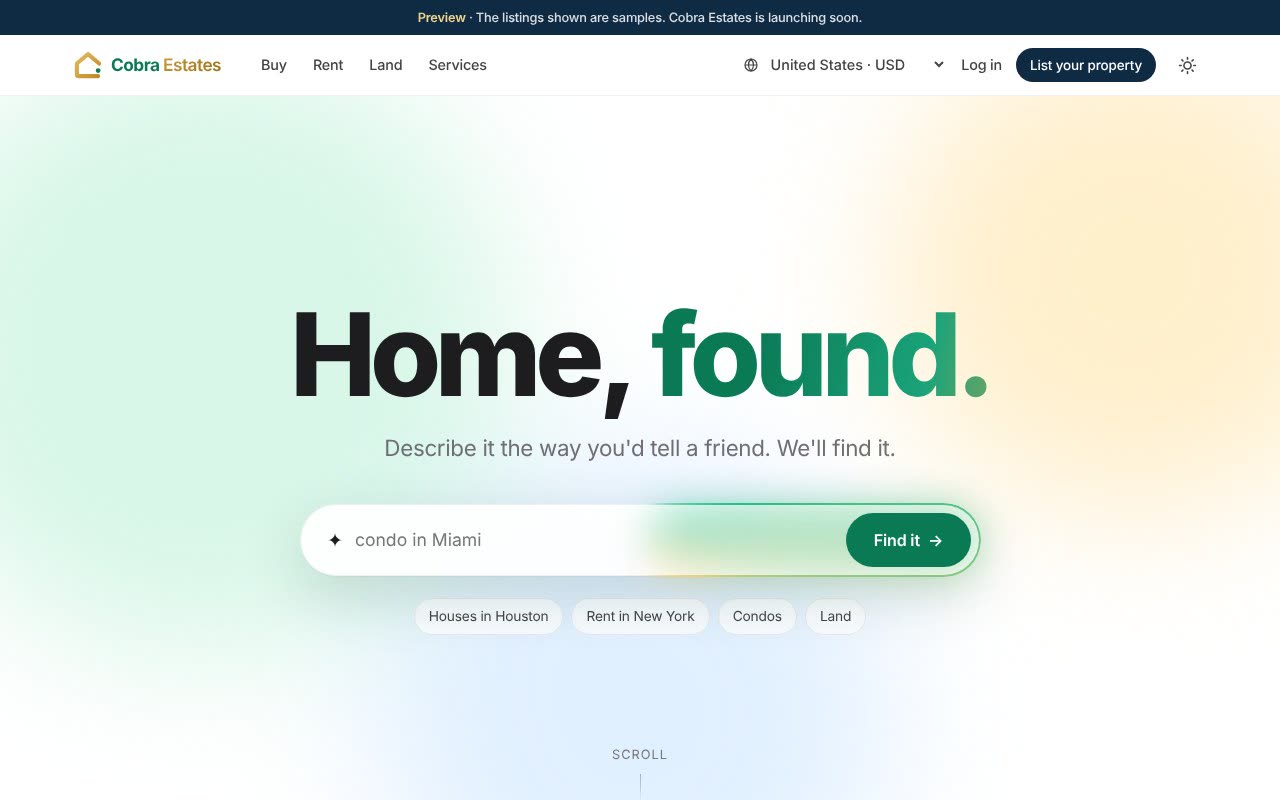 Preview · The listings shown are samples. Cobra Estates is launching soon.
Cobra Estates
Buy
Rent
Land
Services
United States · USD
Log in
List your property
Home, found.
Describe it the way you'd tell a friend. We'll find it.
condo in Miami
Find it →
Houses in Houston
Rent in New York
Condos
Land
SCROLL